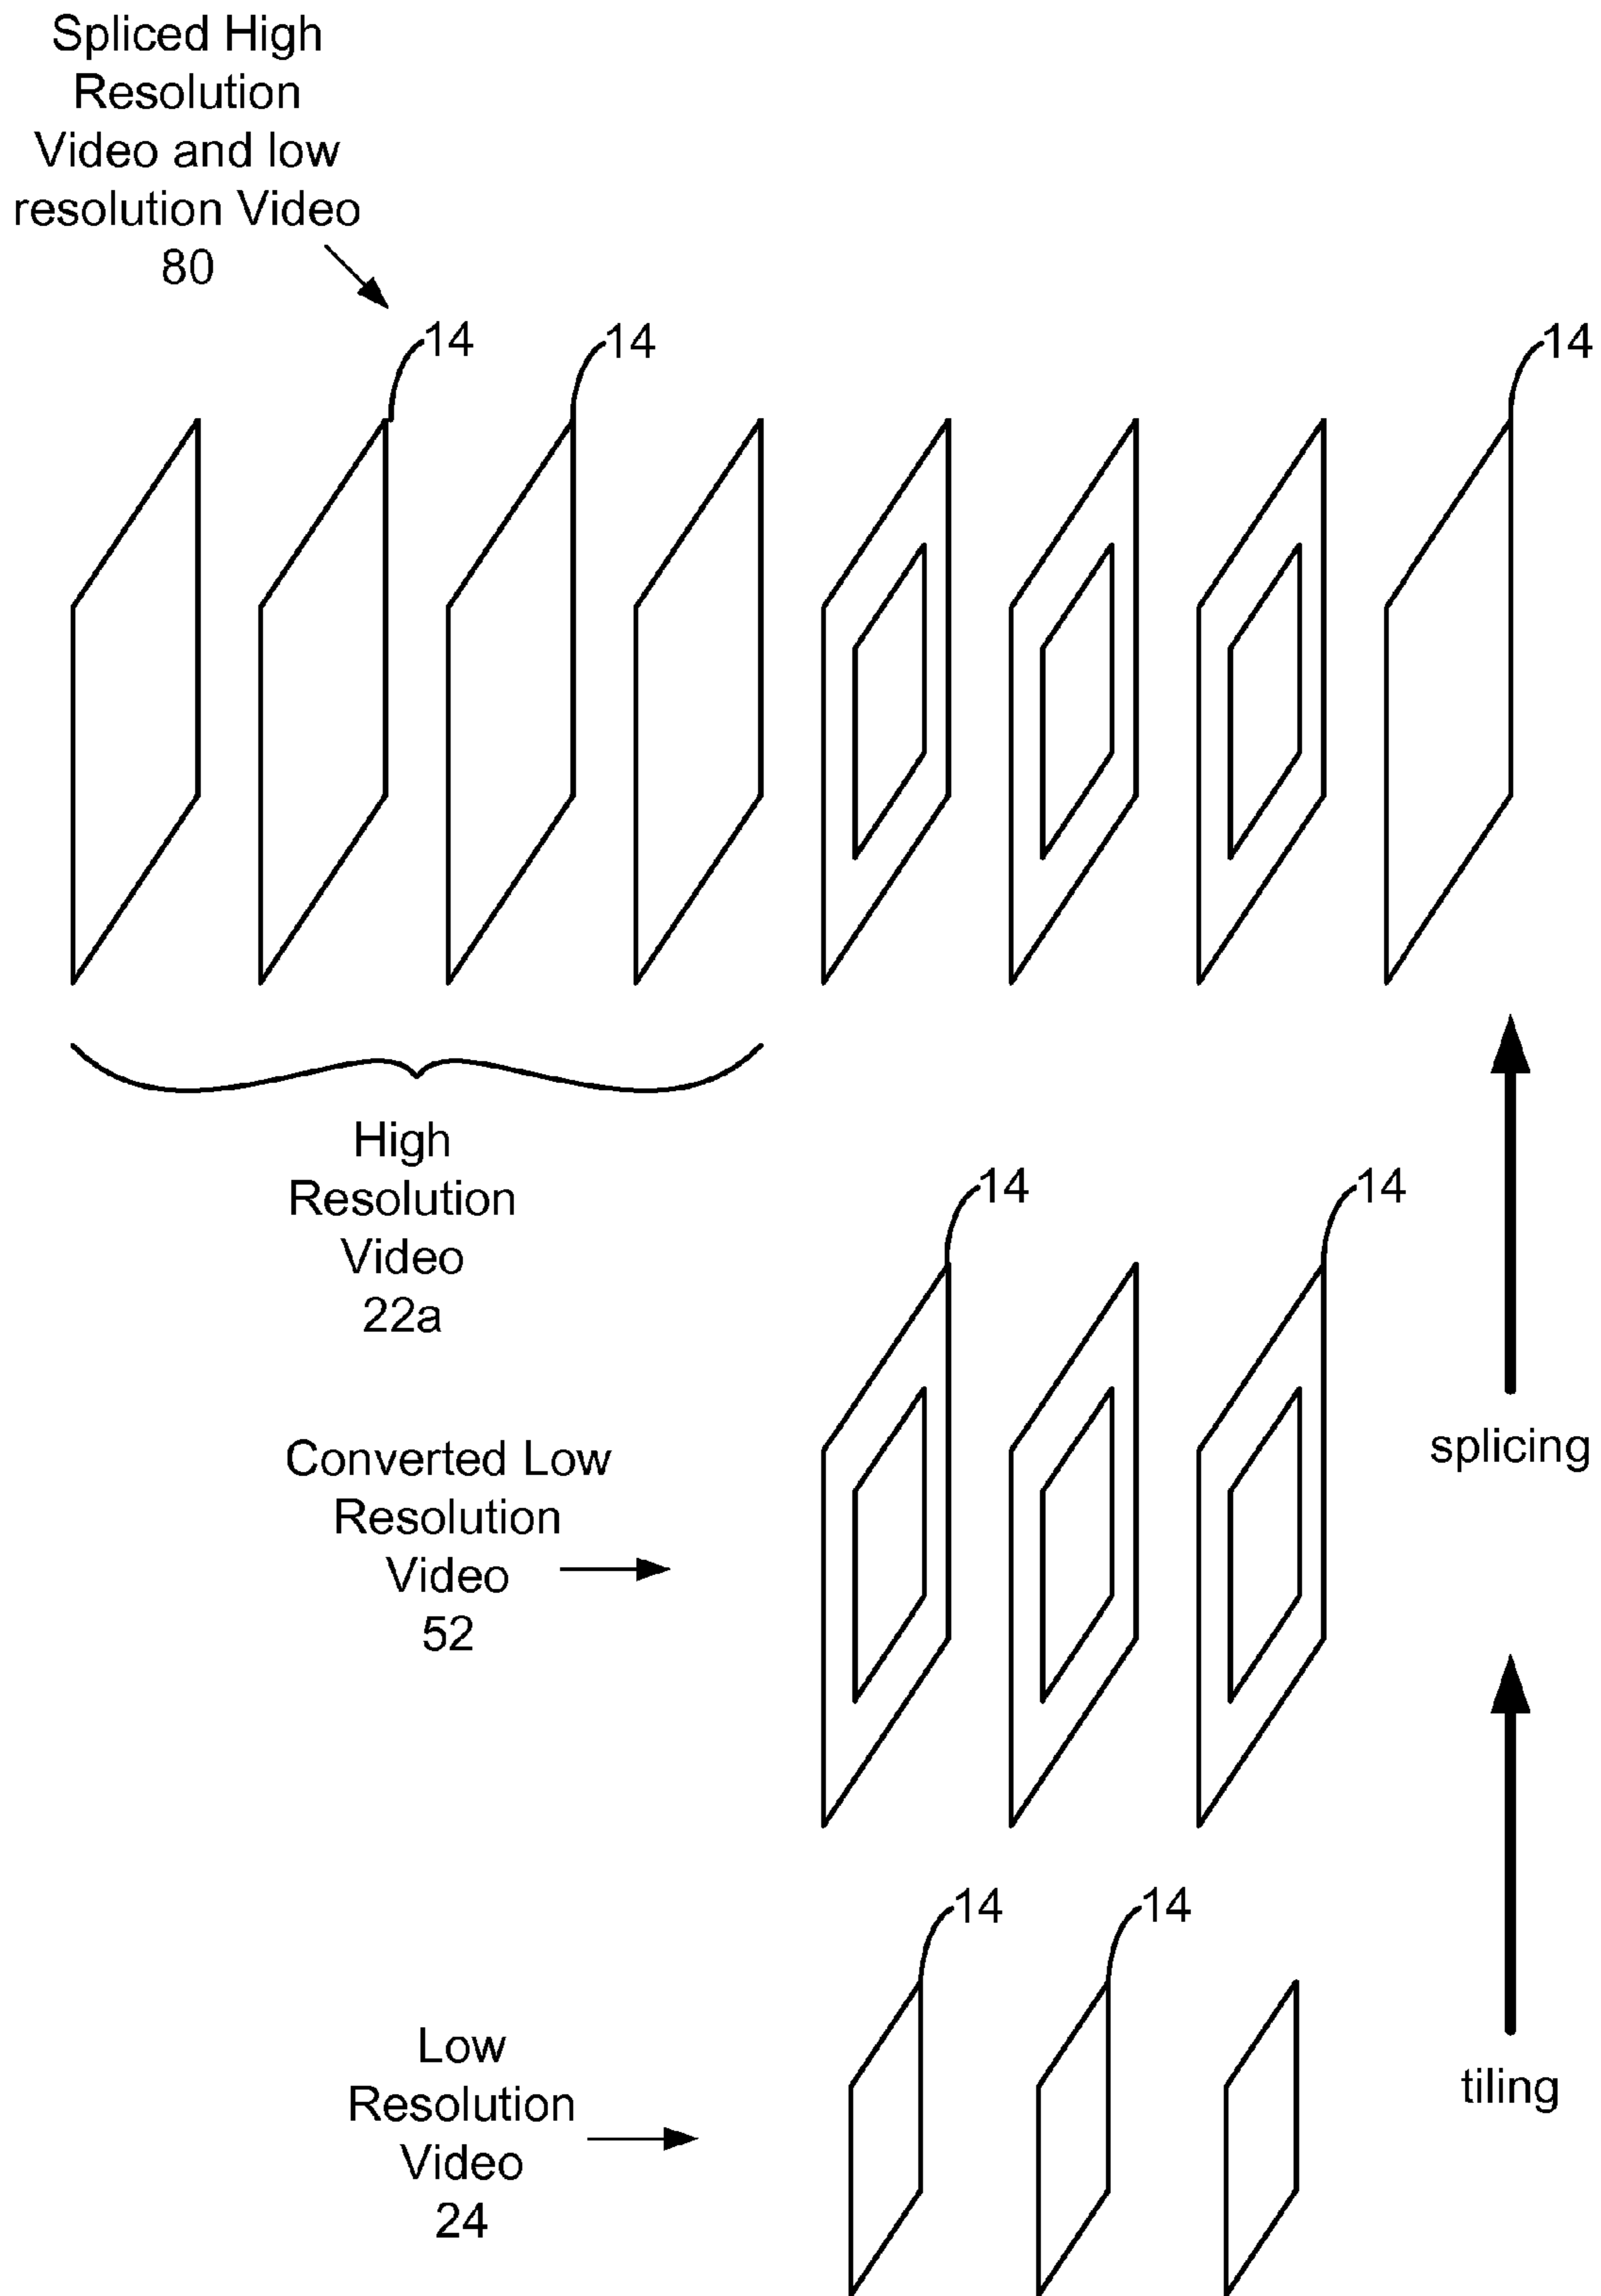 Spliced High
Resolution
Video and low
resolution Video
80
14
14
14
High
Resolution
Video
22a
14
14
Converted Low
Resolution
Video
52
splicing
14
14
Low
Resolution
Video
24
tiling